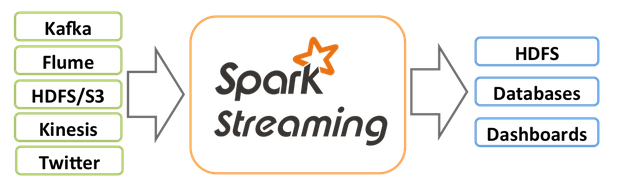 Kafka
Flume
HDFS/S3
Kinesis
Twitter
Spark
Streaming
HDFS
Databases
Dashboards